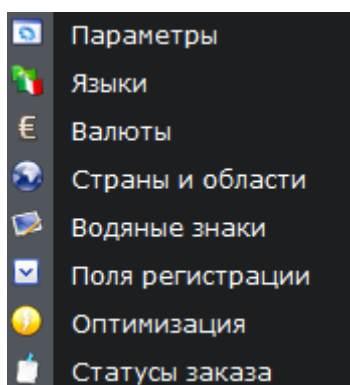 Параметры
Языки
€ Валюты
Страны и области
Водяные знаки
Поля регистрации
Оптимизация
Статусы заказа